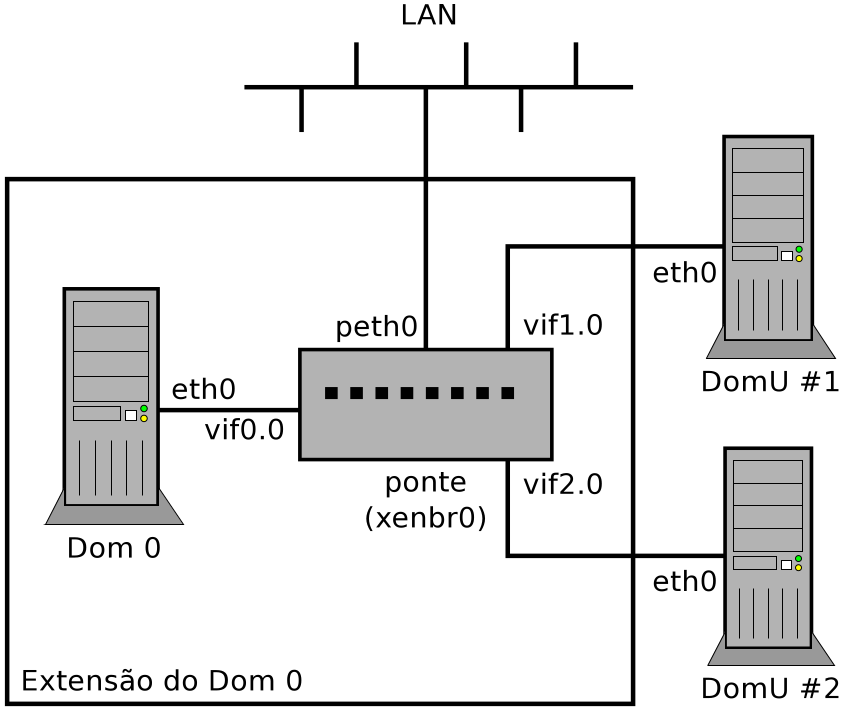 LAN
peth0
vif1.0
eth0
DomU #1
eth0
vif0.0
ponte
(xenbr0)
vif2.0
Dom 0
eth0
DomU #2
Extensão do Dom 0